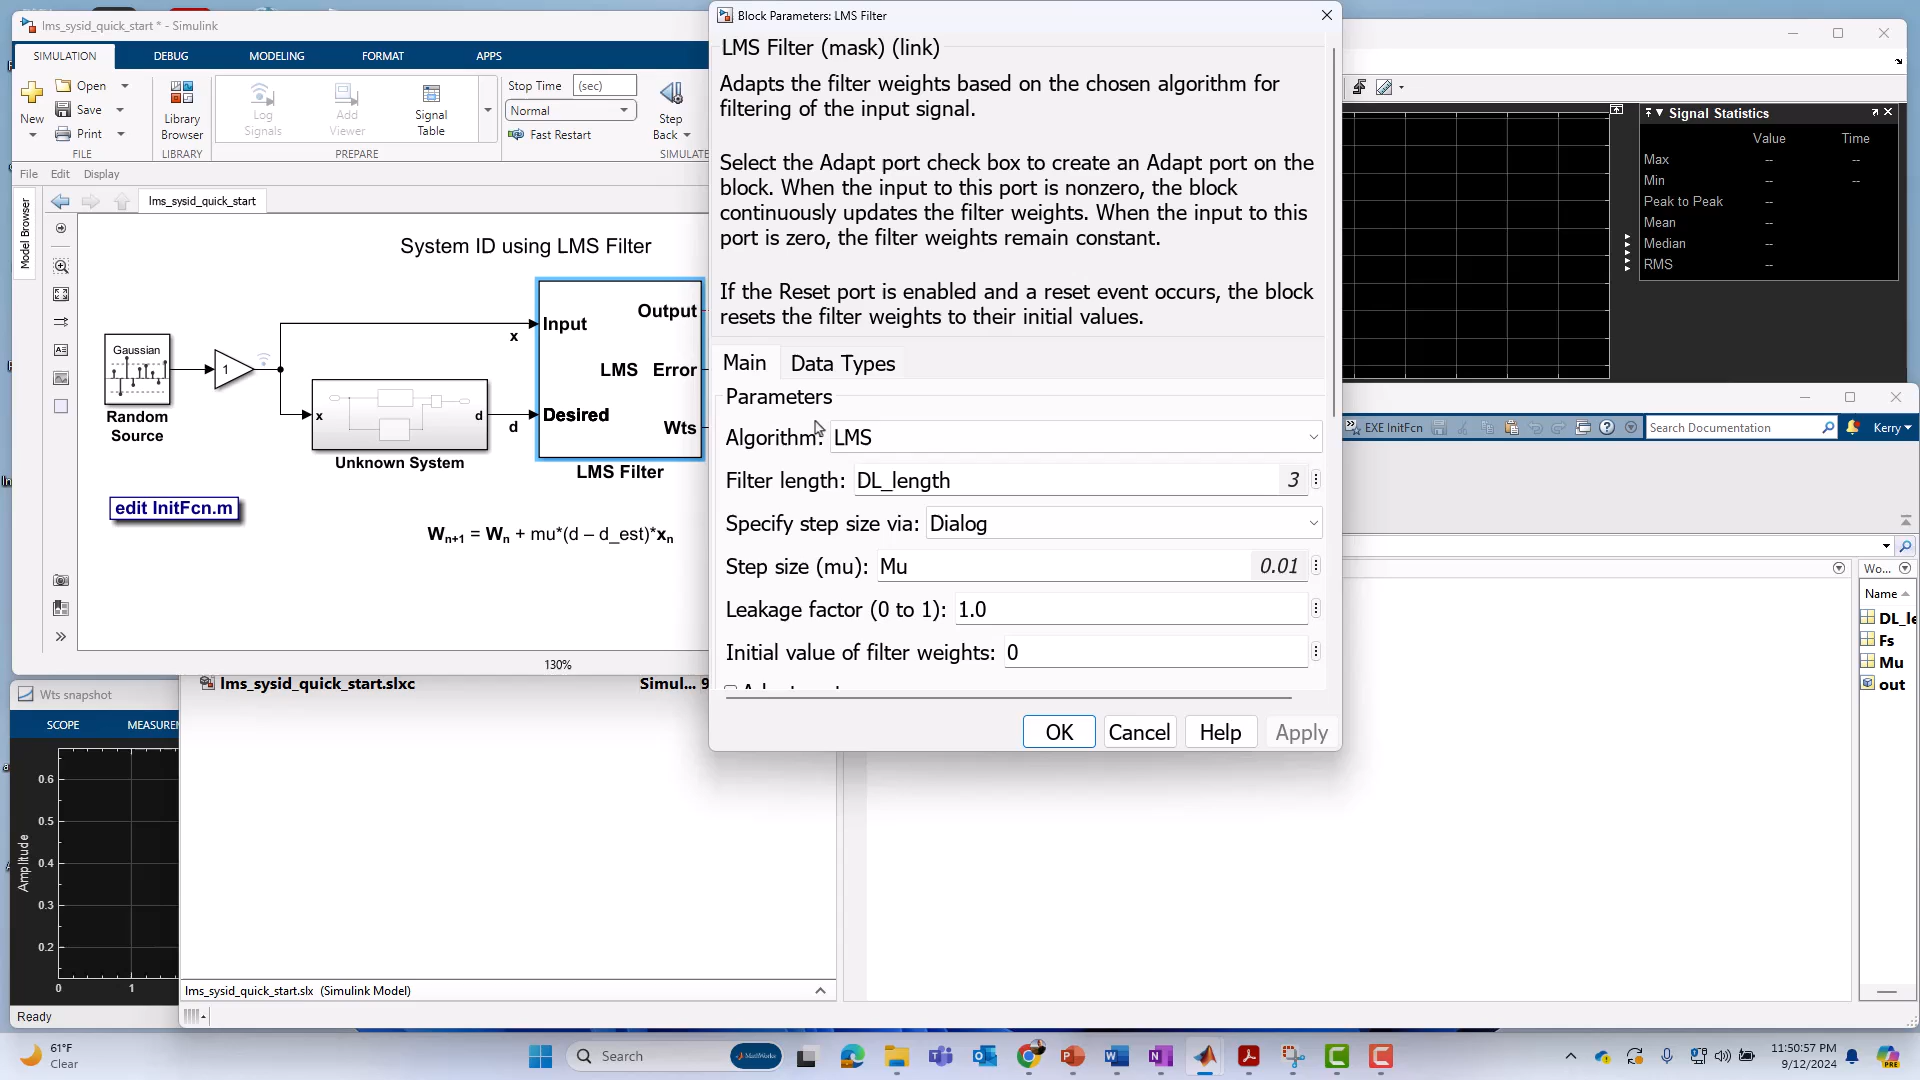 lms_sysid_quick_start * - Simulink
SIMULATION
DEBUG
MODELING
FORMAT
APPS
New
Open
Save
Print
FILE
Library
Browser
LIBRARY
Log
Signals
Add
Viewer
Signal
Table
PREPARE
Stop Time
(sec)
Normal
Fast Restart
Step
Back
SIMULATE
File
Edit
Display
Model Browser
lms_sysid_quick_start
System ID using LMS Filter
Gaussian
Random
Source
1
x
d
Unknown System
x
d
Input
Desired
LMS
Output
Error
Wts
LMS Filter
edit InitFcn.m
Wn+1 = Wn + mu*(d – d_est)*xn
130%
Block Parameters: LMS Filter
LMS Filter (mask) (link)
Adapts the filter weights based on the chosen algorithm for
filtering of the input signal.
Select the Adapt port check box to create an Adapt port on the
block. When the input to this port is nonzero, the block
continuously updates the filter weights. When the input to this
port is zero, the filter weights remain constant.
If the Reset port is enabled and a reset event occurs, the block
resets the filter weights to their initial values.
Main
Data Types
Parameters
Algorithm: LMS
Filter length: DL_length 3
Specify step size via: Dialog
Step size (mu): Mu 0.01
Leakage factor (0 to 1): 1.0
Initial value of filter weights: 0
OK
Cancel
Help
Apply
Signal Statistics
Value Time
Max -- --
Min -- --
Peak to Peak --
Mean --
Median --
RMS --
EXE InitFcn
Search Documentation
Kerry
Wo...
Name
Fs
Mu
out
lms_sysid_quick_start.slxc
Simul... 9
Wts snapshot
SCOPE
Amplitude
0.6
0.5
0.4
0.3
0.2
0
1
Ready
lms_sysid_quick_start.slx (Simulink Model)
61°F
Clear
Search
MathWorks
11:50:57 PM
9/12/2024
PRE